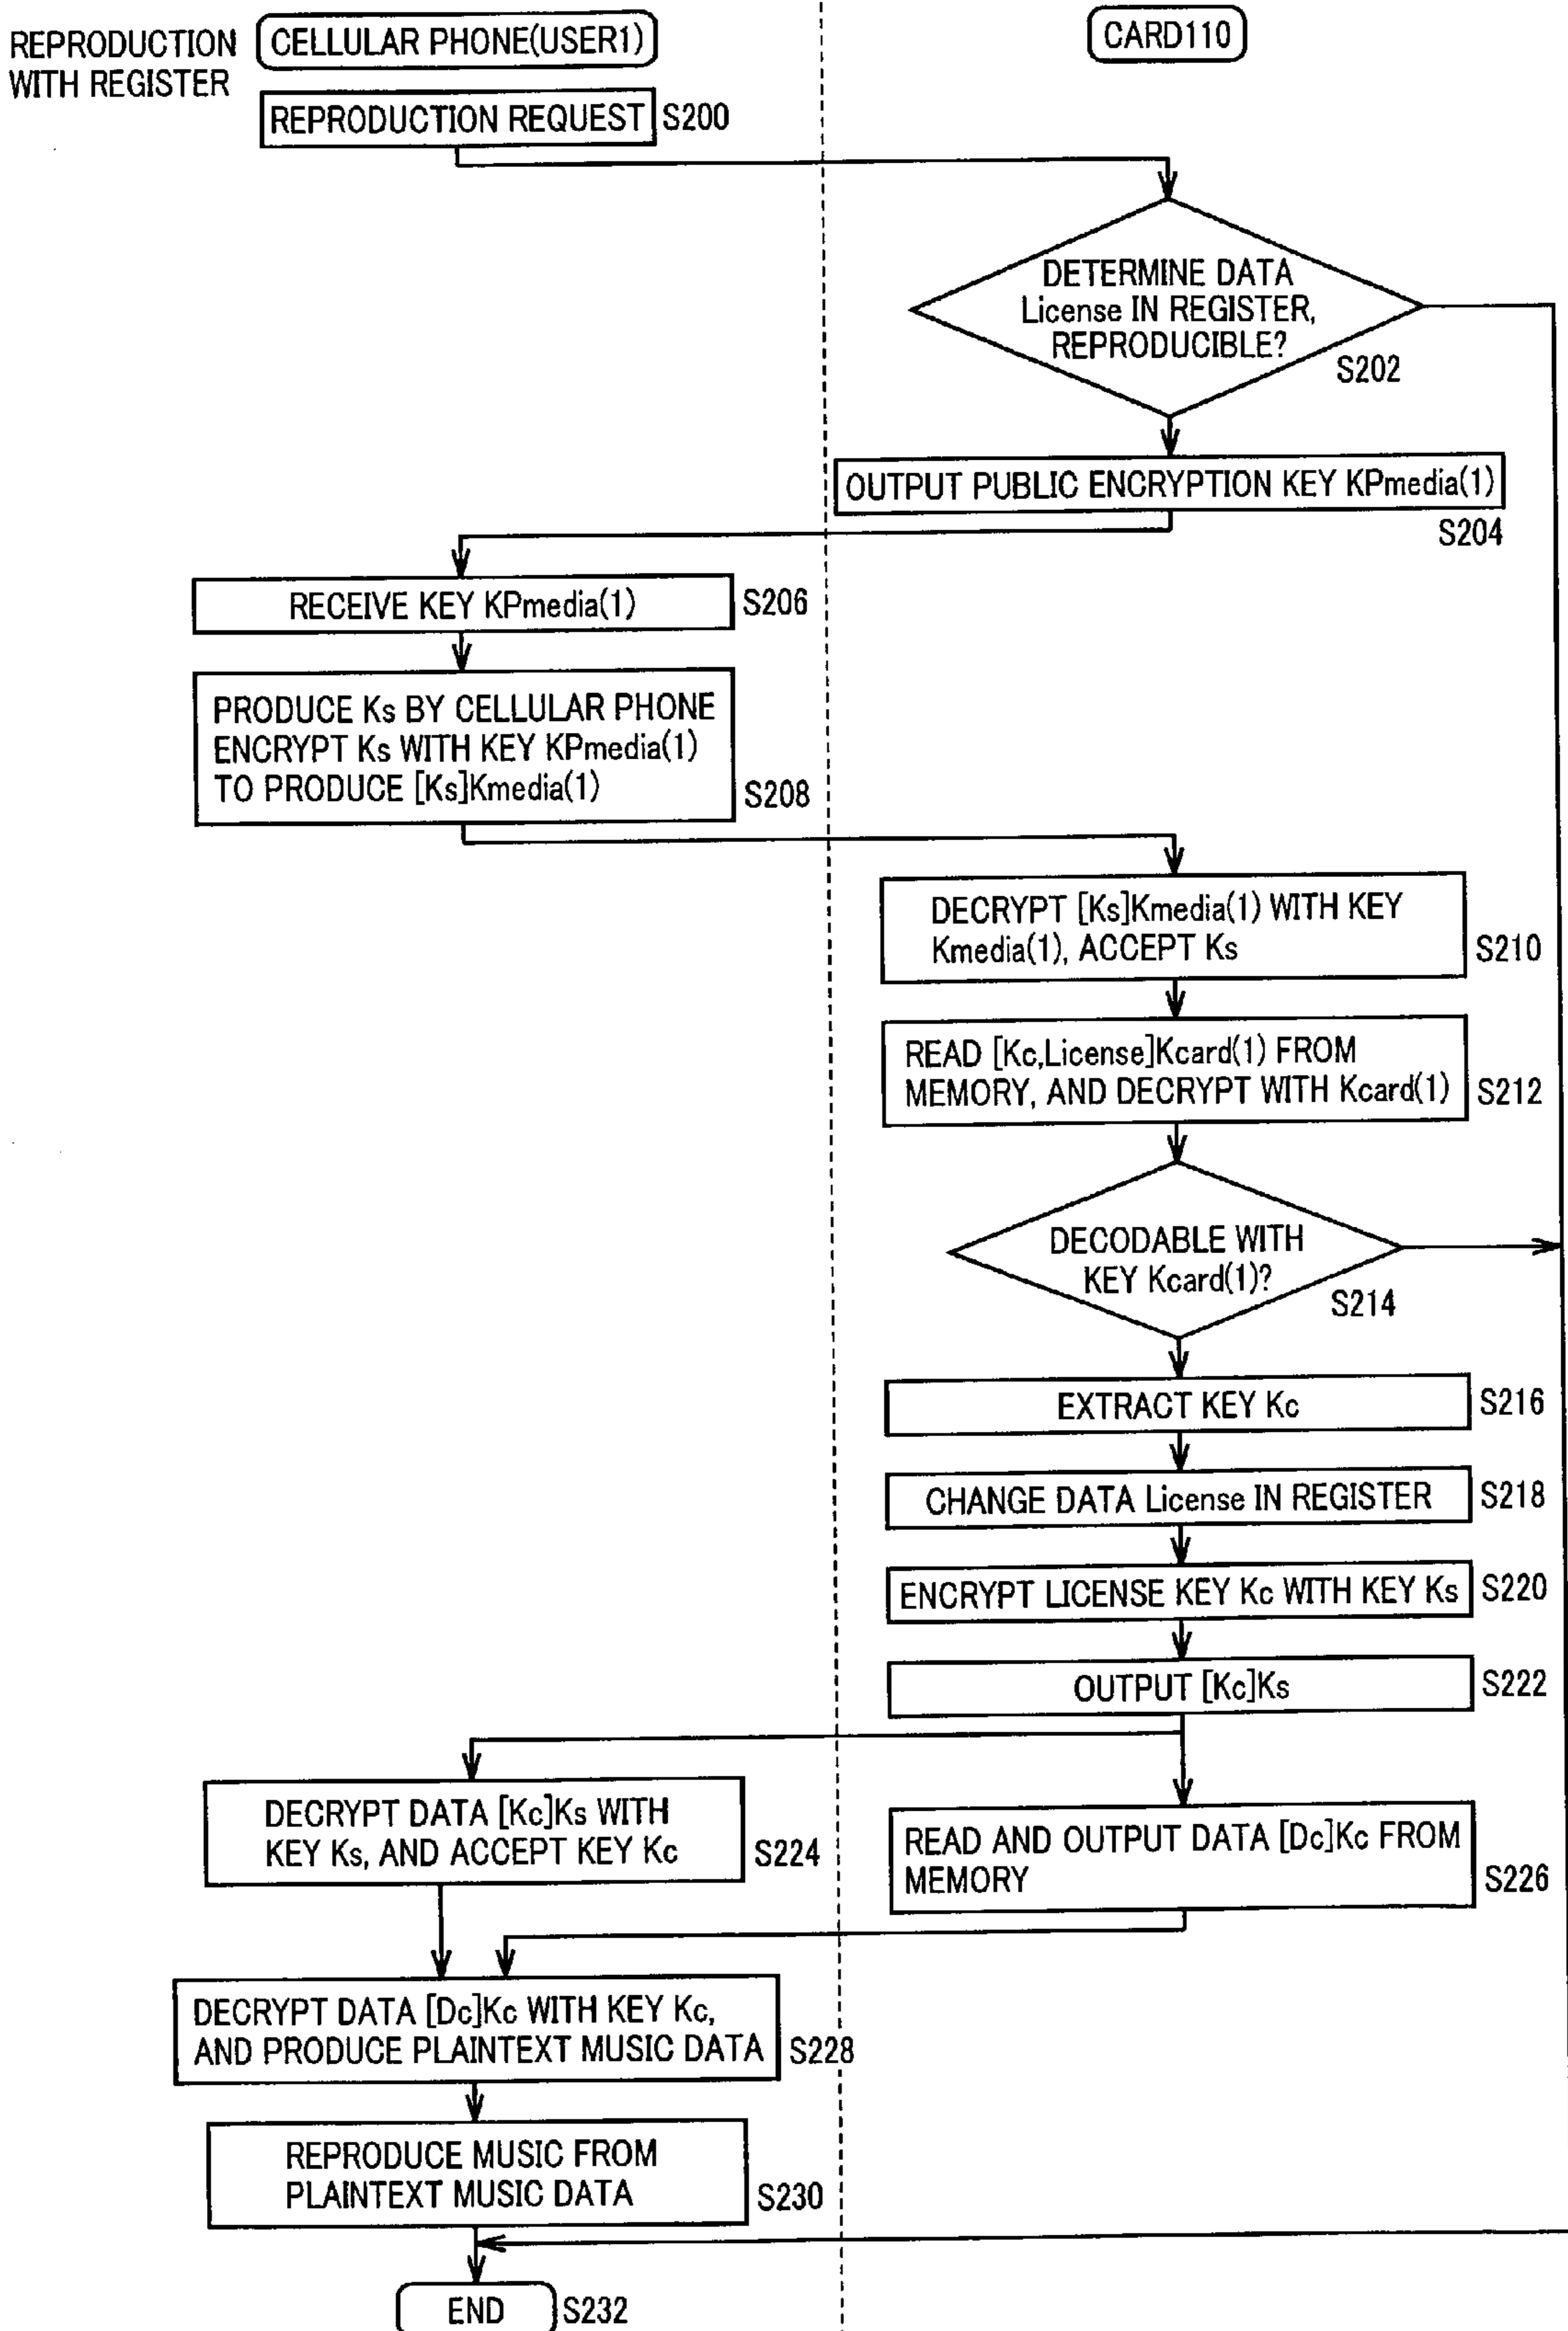 REPRODUCTION
WITH REGISTER
CELLULAR PHONE(USER1)
CARD110
REPRODUCTION REQUEST
S200
DETERMINE DATA
License IN REGISTER,
REPRODUCIBLE?
S202
OUTPUT PUBLIC ENCRYPTION KEY KPmedia(1)
S204
RECEIVE KEY KPmedia(1)
S206
PRODUCE Ks BY CELLULAR PHONE
ENCRYPT Ks WITH KEY KPmedia(1)
TO PRODUCE [Ks]Kmedia(1)
S208
DECRYPT [Ks]Kmedia(1) WITH KEY
Kmedia(1), ACCEPT Ks
S210
READ [Kc,License]Kcard(1) FROM
MEMORY, AND DECRYPT WITH Kcard(1)
S212
DECODABLE WITH
KEY Kcard(1)?
S214
EXTRACT KEY Kc
S216
CHANGE DATA License IN REGISTER
S218
ENCRYPT LICENSE KEY Kc WITH KEY Ks
S220
OUTPUT [Kc]Ks
S222
DECRYPT DATA [Kc]Ks WITH
KEY Ks, AND ACCEPT KEY Kc
S224
READ AND OUTPUT DATA [Dc]Kc FROM
MEMORY
S226
DECRYPT DATA [Dc]Kc WITH KEY Kc,
AND PRODUCE PLAINTEXT MUSIC DATA
S228
REPRODUCE MUSIC FROM
PLAINTEXT MUSIC DATA
S230
END
S232